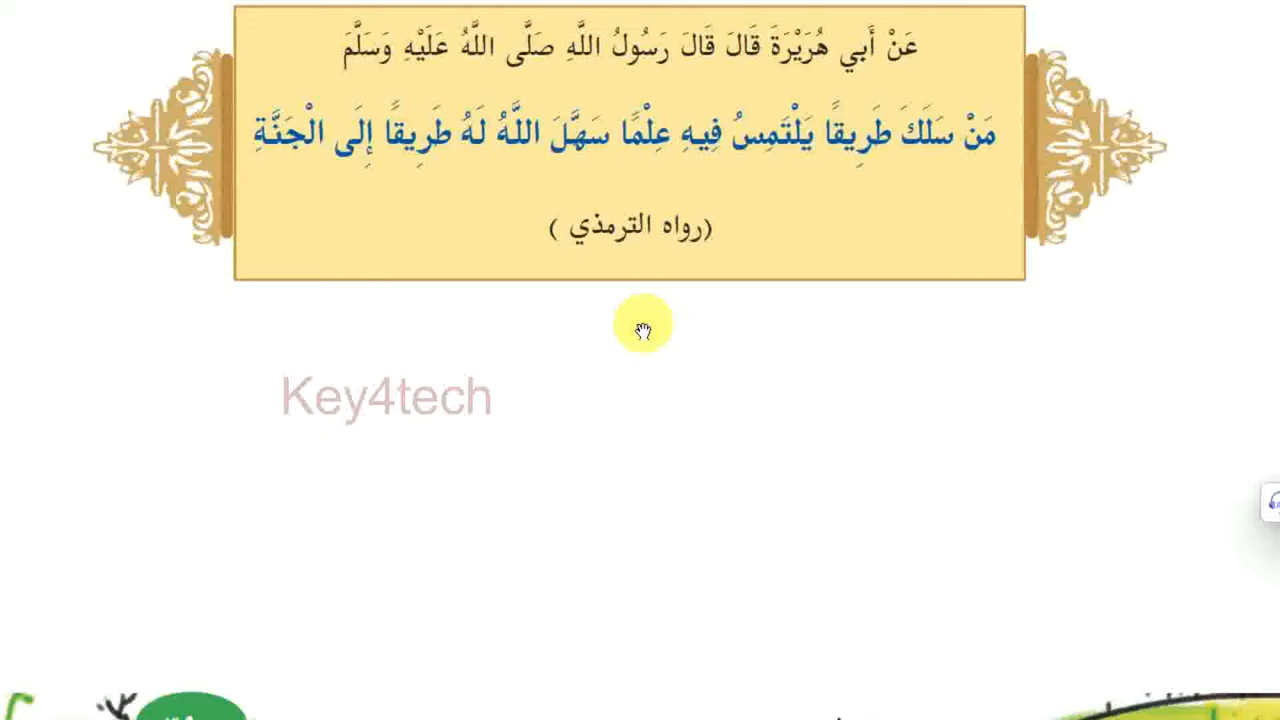 عَنْ أَبي هُرَيْرَةَ قَالَ قَالَ رَسُولُ اللَّهِ صَلَّى اللَّهُ عَلَيْهِ وَسَلَّمَ
مَنْ سَلَكَ طَرِيقًا يَلْتَمِسُ فِيهِ عِلْمًا سَهَّلَ اللَّهُ لَهُ طَرِيقًا إِلَى الْجَنَّةِ
(رواه الترمذي )
Key4tech